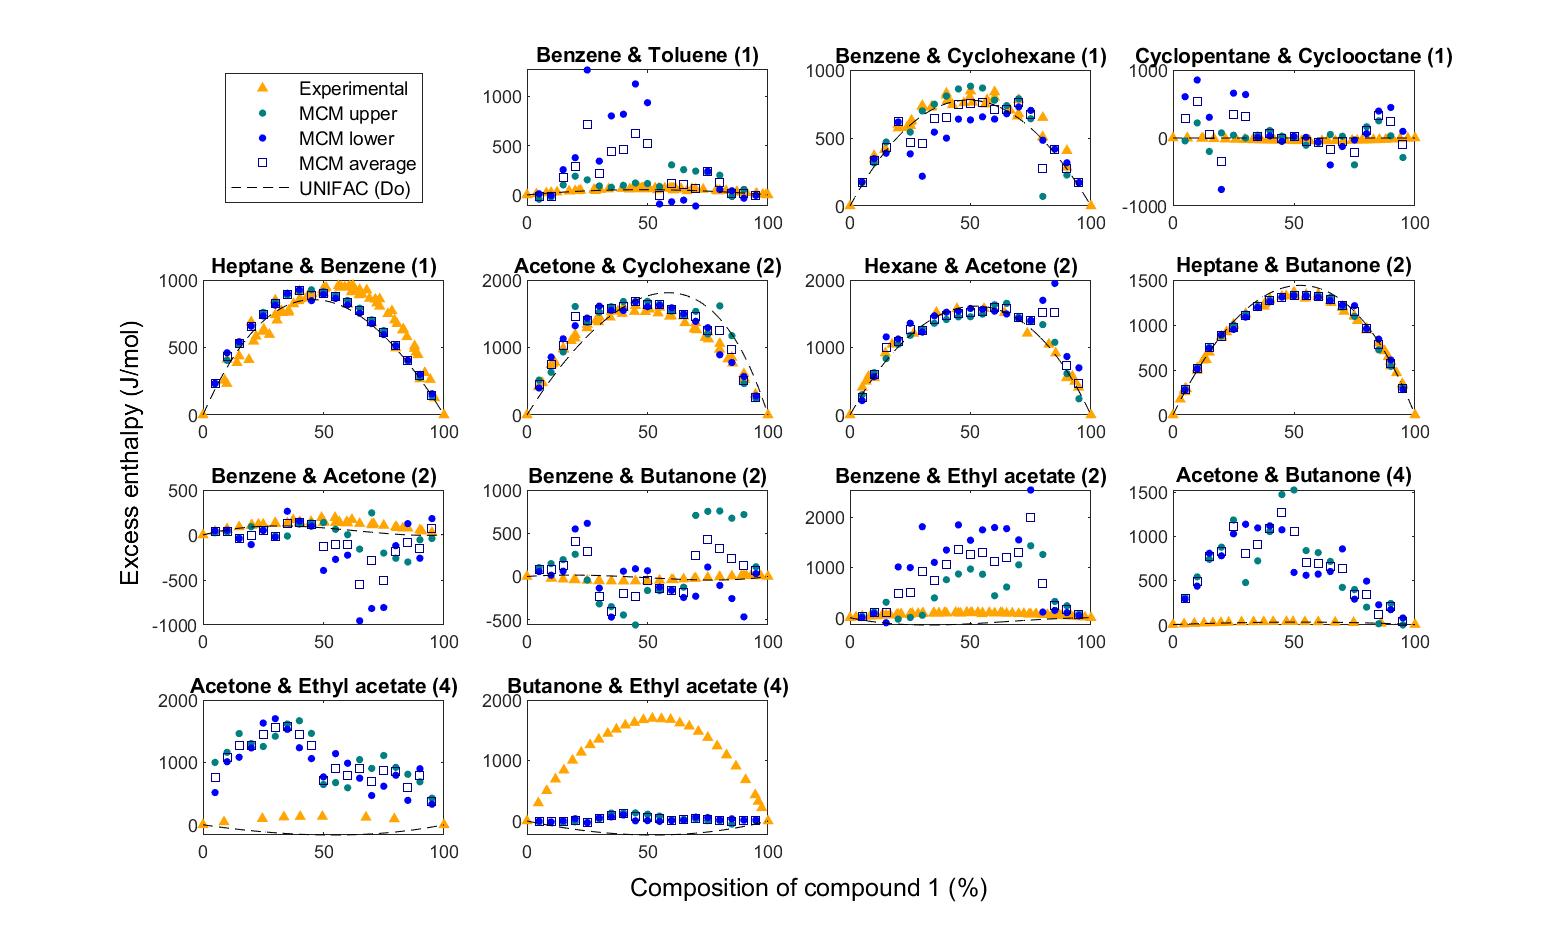 Experimental
MCM upper
MCM lower
MCM average
UNIFAC (Do)
Benzene & Toluene (1)
1000
500
0
0 50 100
Benzene & Cyclohexane (1)
1000
500
0
0 50 100
Cyclopentane & Cyclooctane (1)
1000
0
-1000
0 50 100
Heptane & Benzene (1)
1000
500
0
0 50 100
Acetone & Cyclohexane (2)
2000
1000
0
0 50 100
Hexane & Acetone (2)
2000
1000
0
0 50 100
Heptane & Butanone (2)
1500
1000
500
0
0 50 100
Benzene & Acetone (2)
500
0
-500
-1000
0 50 100
Benzene & Butanone (2)
1000
500
0
-500
0 50 100
Benzene & Ethyl acetate (2)
2000
1000
0
0 50 100
Acetone & Butanone (4)
1500
1000
500
0
0 50 100
Acetone & Ethyl acetate (4)
2000
1000
0
0 50 100
Butanone & Ethyl acetate (4)
2000
1000
0
0 50 100
Excess enthalpy (J/mol)
Composition of compound 1 (%)